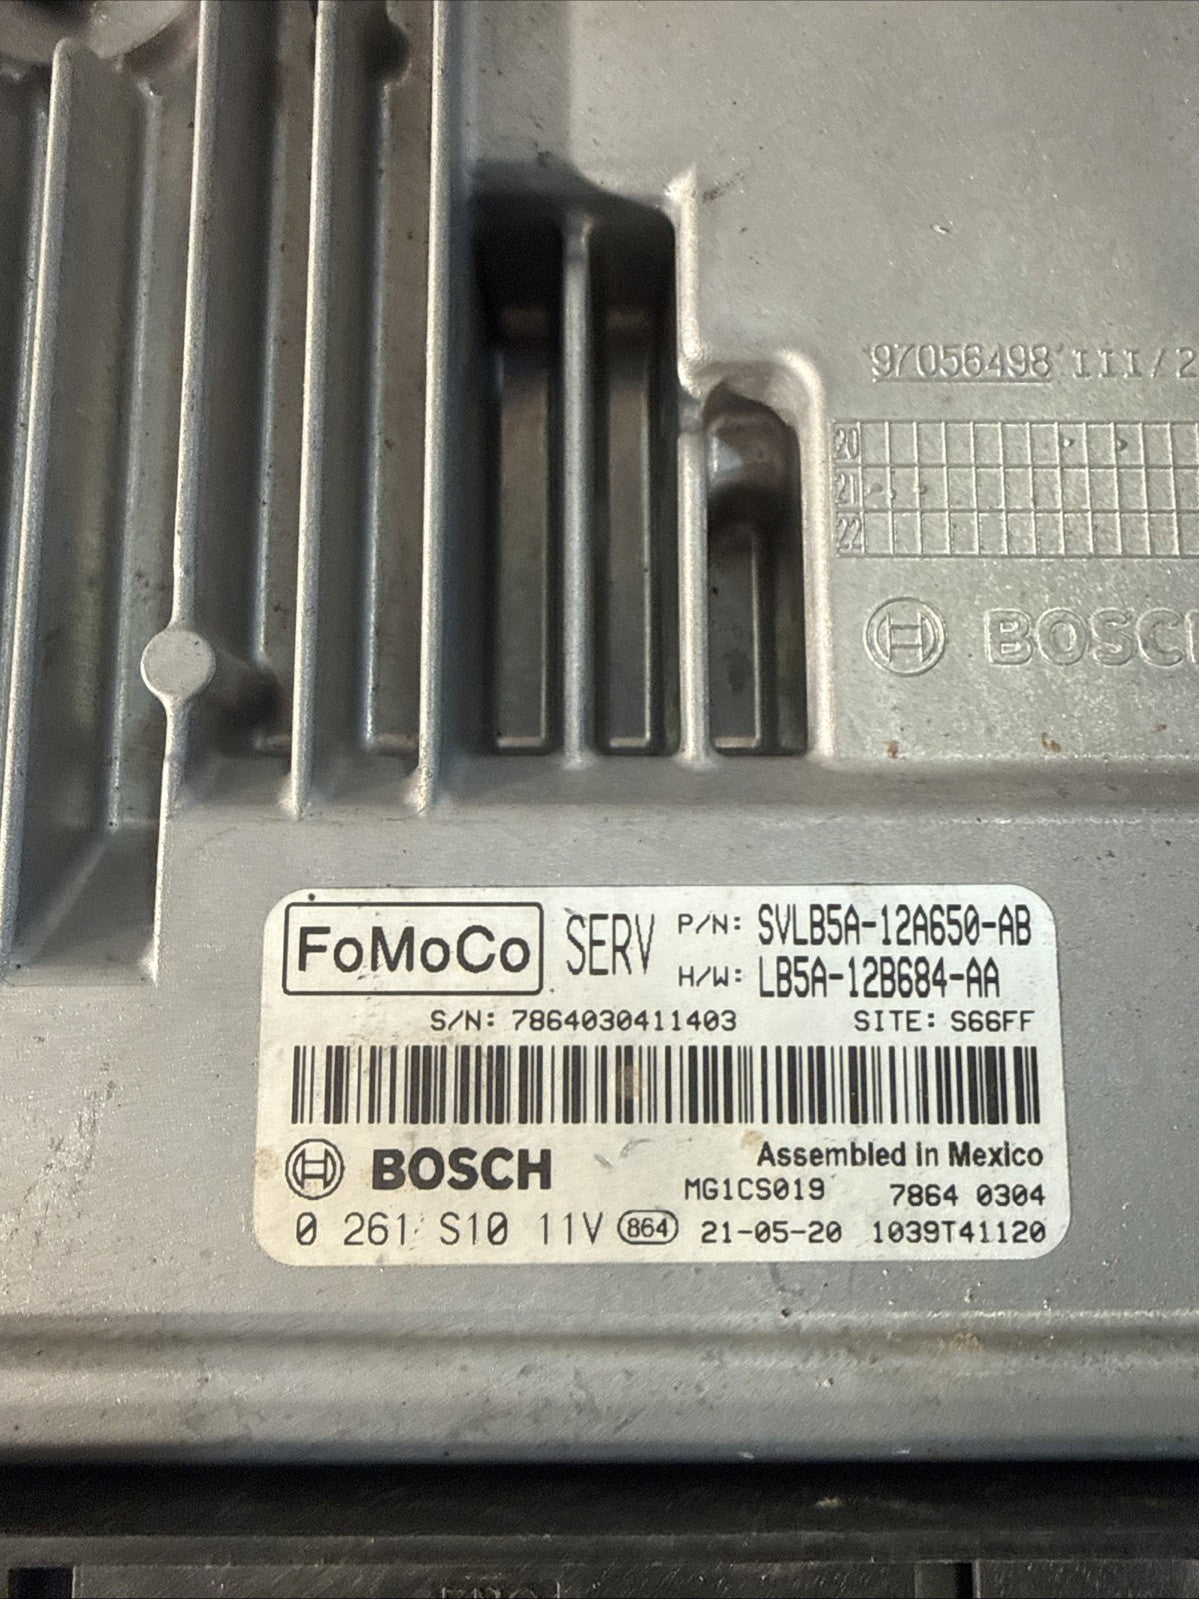 97056498 III/2
20
21
22
BOSCH
FoMoCo SERV P/N: SVLB5A-12A650-AB
H/W: LB5A-12B684-AA
S/N: 7864030411403 SITE: S66FF
BOSCH Assembled in Mexico
MG1CS019 7864 0304
0 261 S10 11V 864 21-05-20 1039T41120